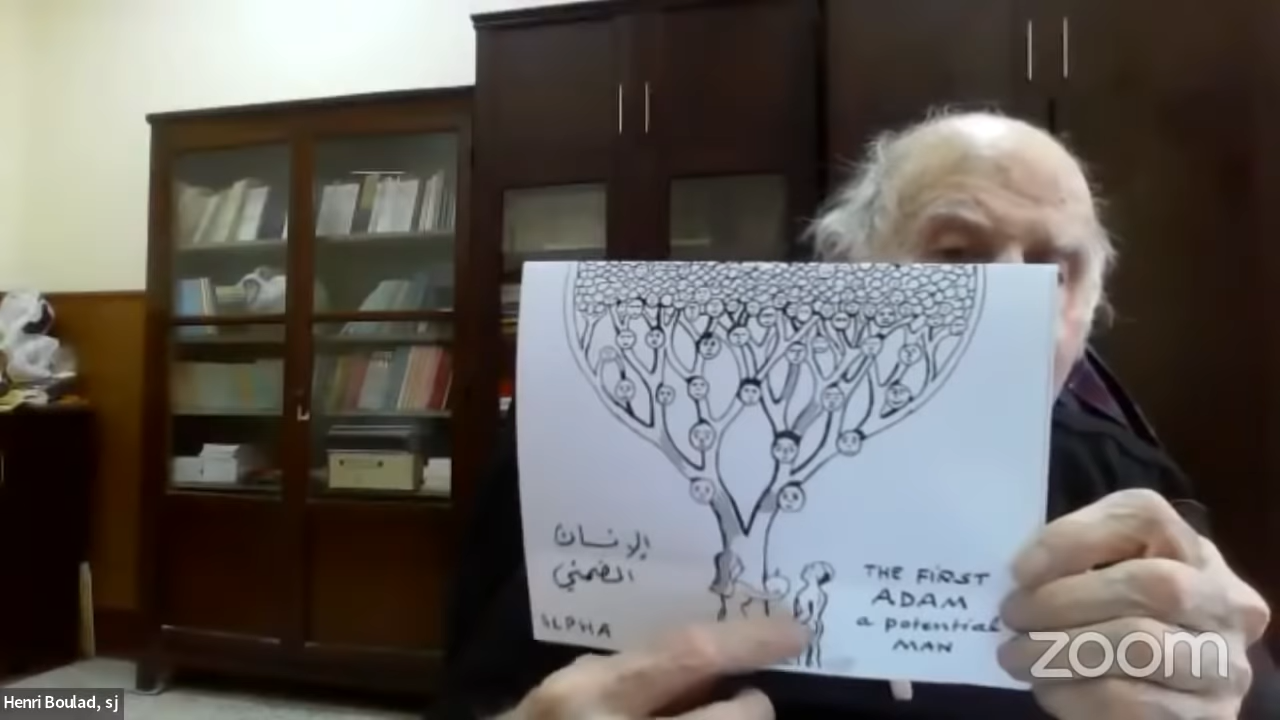 الإنسان
الضمني
ALPHA
THE FIRST
ADAM
a potential
MAN
zoom
Henri Boulad, sj